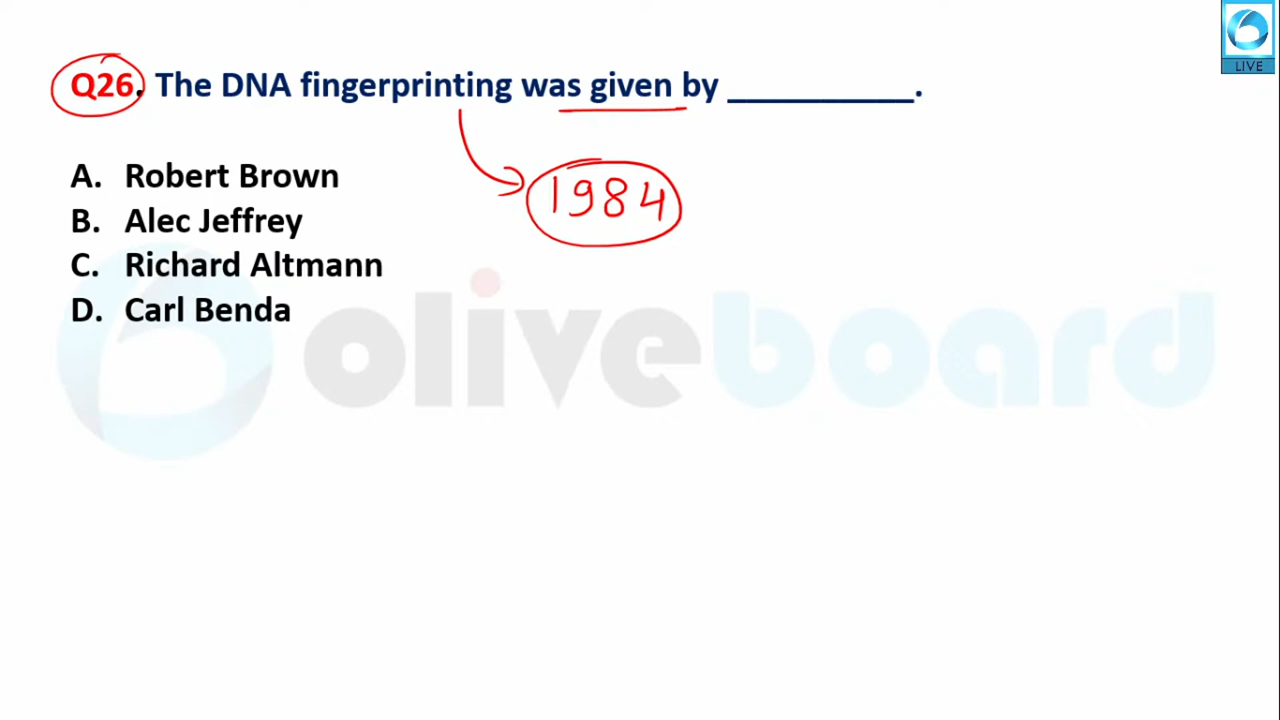 LIVE
Q26. The DNA fingerprinting was given by ___________.
1984
A. Robert Brown
B. Alec Jeffrey
C. Richard Altmann
D. Carl Benda
oliveboard